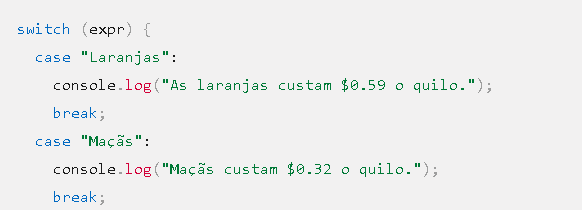 switch (expr) {
  case "Laranjas":
    console.log("As laranjas custam $0.59 o quilo.");
    break;
  case "Maçãs":
    console.log("Maçãs custam $0.32 o quilo.");
    break;